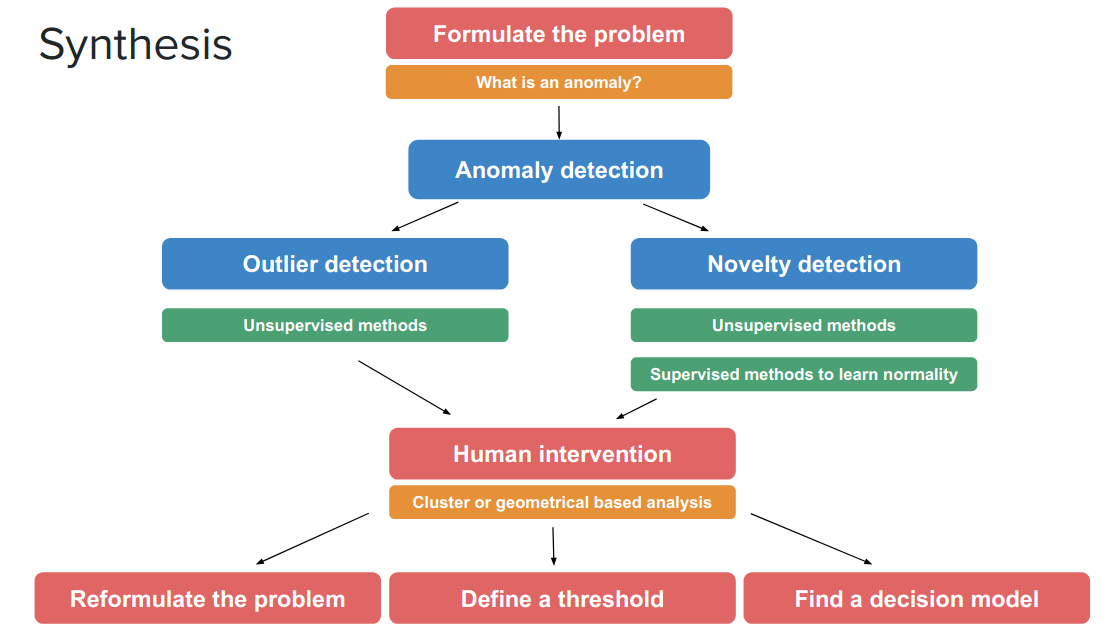 Synthesis
Formulate the problem
What is an anomaly?
Anomaly detection
Outlier detection
Novelty detection
Unsupervised methods
Unsupervised methods
Supervised methods to learn normality
Human intervention
Cluster or geometrical based analysis
Reformulate the problem
Define a threshold
Find a decision model